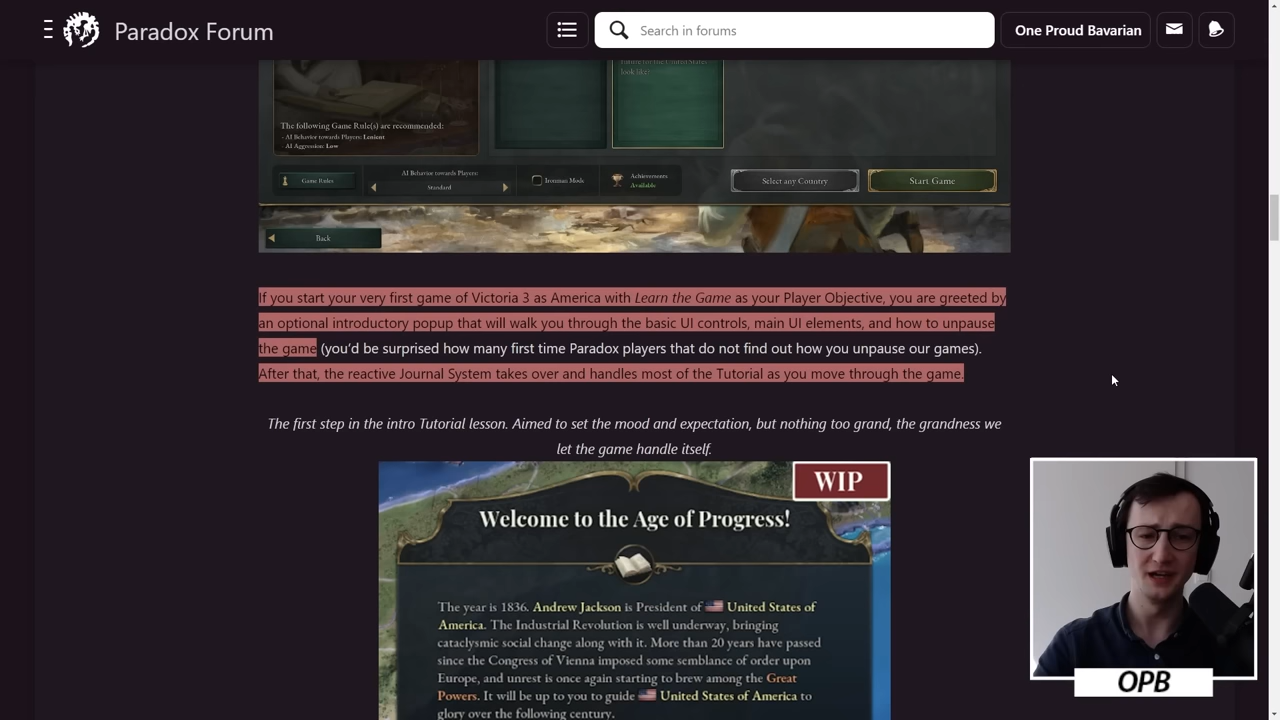 Paradox Forum
Search in forums
One Proud Bavarian
The following Game Rule(s) are recommended:
- AI Behavior towards Players: Lenient
- AI Aggression: Low
look like?
Game Rules
AI Behavior towards Players:
Standard
Ironman Mode
Achievements
Available
Select any Country
Start Game
Back
If you start your very first game of Victoria 3 as America with Learn the Game as your Player Objective, you are greeted by
an optional introductory popup that will walk you through the basic UI controls, main UI elements, and how to unpause
the game (you'd be surprised how many first time Paradox players that do not find out how you unpause our games).
After that, the reactive Journal System takes over and handles most of the Tutorial as you move through the game.
The first step in the intro Tutorial lesson. Aimed to set the mood and expectation, but nothing too grand, the grandness we
let the game handle itself.
WIP
Welcome to the Age of Progress!
The year is 1836. Andrew Jackson is President of United States of
America. The Industrial Revolution is well underway, bringing
cataclysmic social change along with it. More than 20 years have passed
since the Congress of Vienna imposed some semblance of order upon
Europe, and unrest is once again starting to brew among the Great
Powers. It will be up to you to guide United States of America to
glory over the following century.
OPB